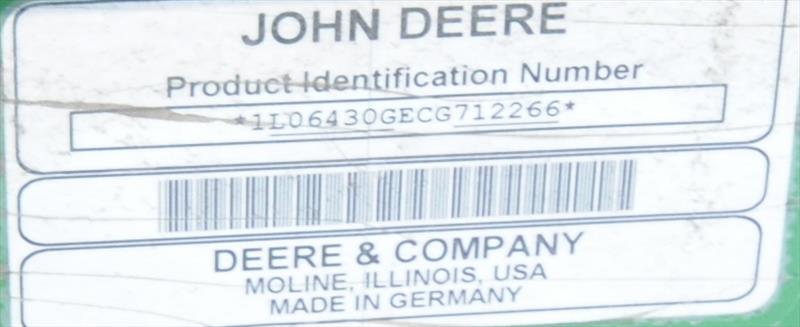 JOHN DEERE
Product Identification Number
*1L06430GECG712266*
DEERE & COMPANY
MOLINE, ILLINOIS, USA
MADE IN GERMANY